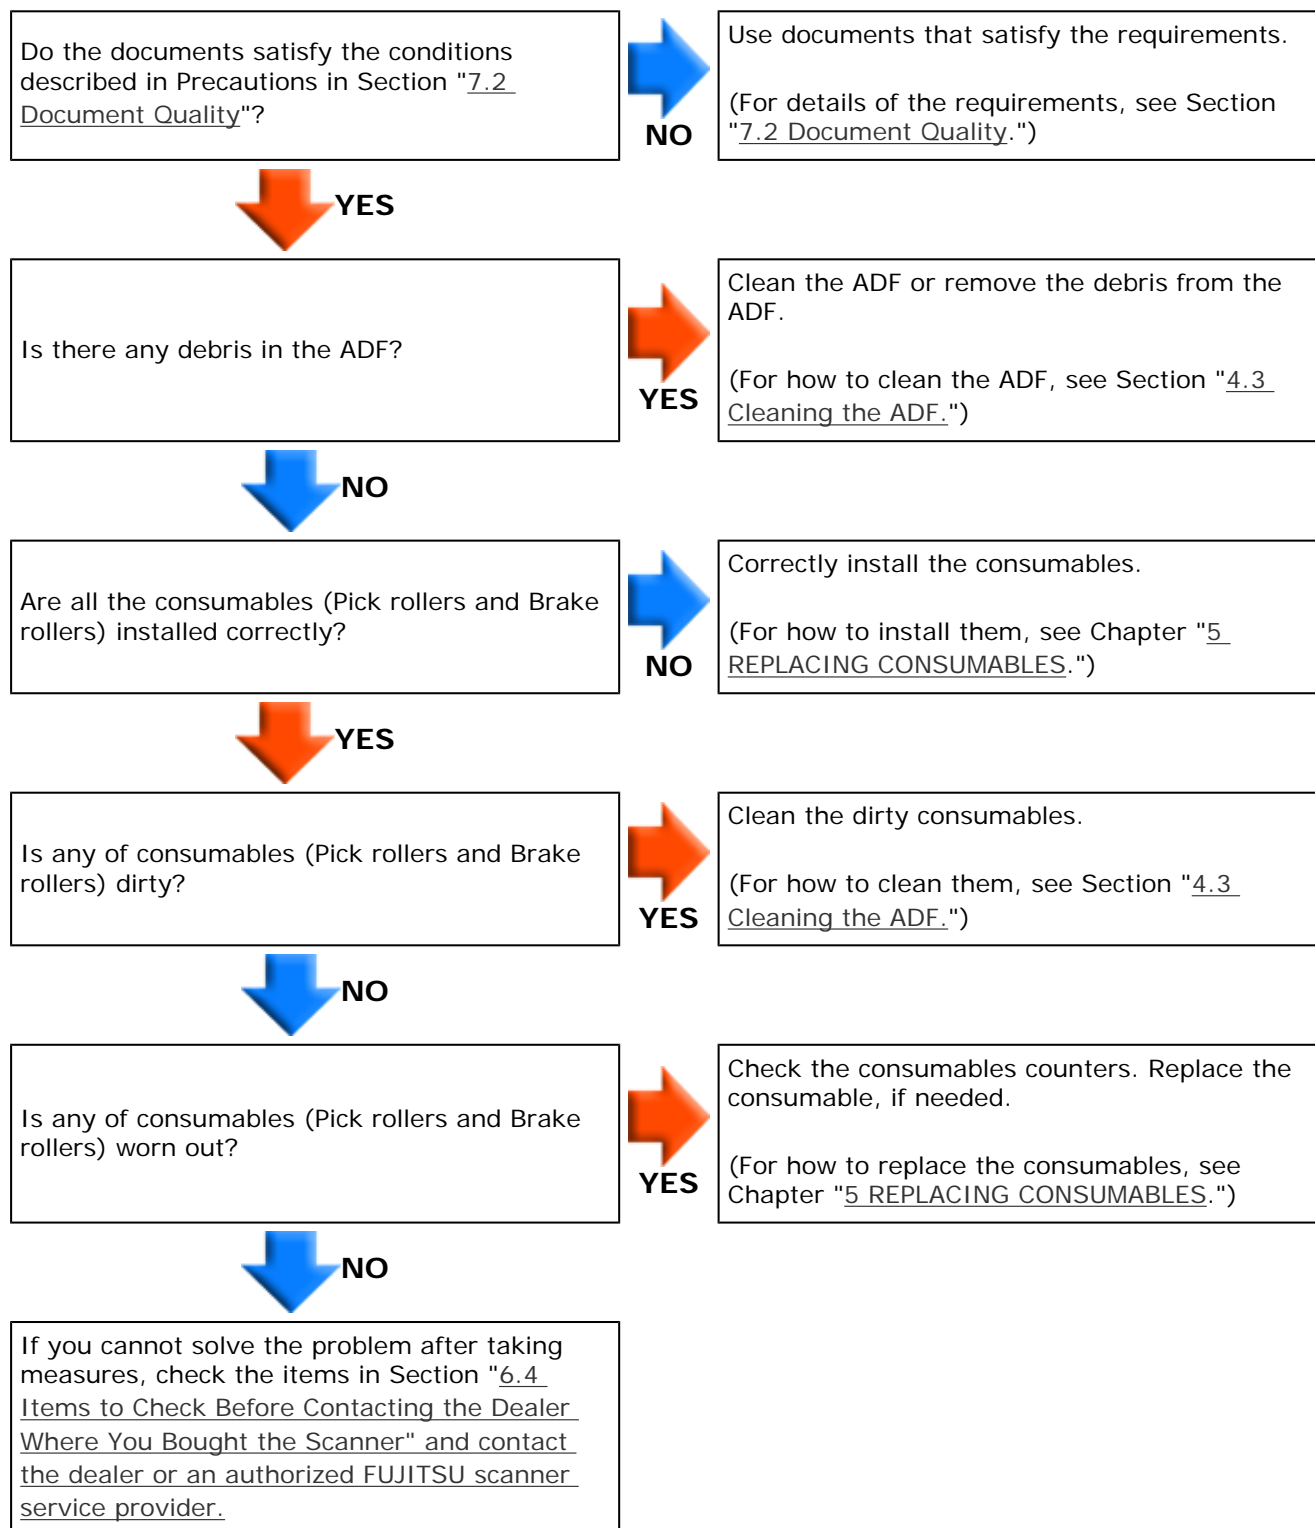 Do the documents satisfy the conditions
described in Precautions in Section "7.2
Document Quality"?
NO
Use documents that satisfy the requirements.
(For details of the requirements, see Section
"7.2 Document Quality.")
YES
Is there any debris in the ADF?
YES
Clean the ADF or remove the debris from the
ADF.
(For how to clean the ADF, see Section "4.3
Cleaning the ADF.")
NO
Are all the consumables (Pick rollers and Brake
rollers) installed correctly?
NO
Correctly install the consumables.
(For how to install them, see Chapter "5
REPLACING CONSUMABLES.")
YES
Is any of consumables (Pick rollers and Brake
rollers) dirty?
YES
Clean the dirty consumables.
(For how to clean them, see Section "4.3
Cleaning the ADF.")
NO
Is any of consumables (Pick rollers and Brake
rollers) worn out?
YES
Check the consumables counters. Replace the
consumable, if needed.
(For how to replace the consumables, see
Chapter "5 REPLACING CONSUMABLES.")
NO
If you cannot solve the problem after taking
measures, check the items in Section "6.4
Items to Check Before Contacting the Dealer
Where You Bought the Scanner" and contact
the dealer or an authorized FUJITSU scanner
service provider.